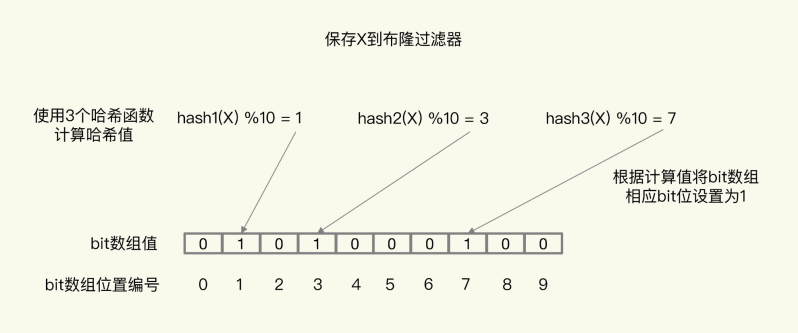 保存X到布隆过滤器
使用3个哈希函数
计算哈希值
hash1(X) %10 = 1
hash2(X) %10 = 3
hash3(X) %10 = 7
根据计算值将bit数组
相应bit位设置为1
bit数组值 0 1 0 1 0 0 0 1 0 0
bit数组位置编号 0 1 2 3 4 5 6 7 8 9